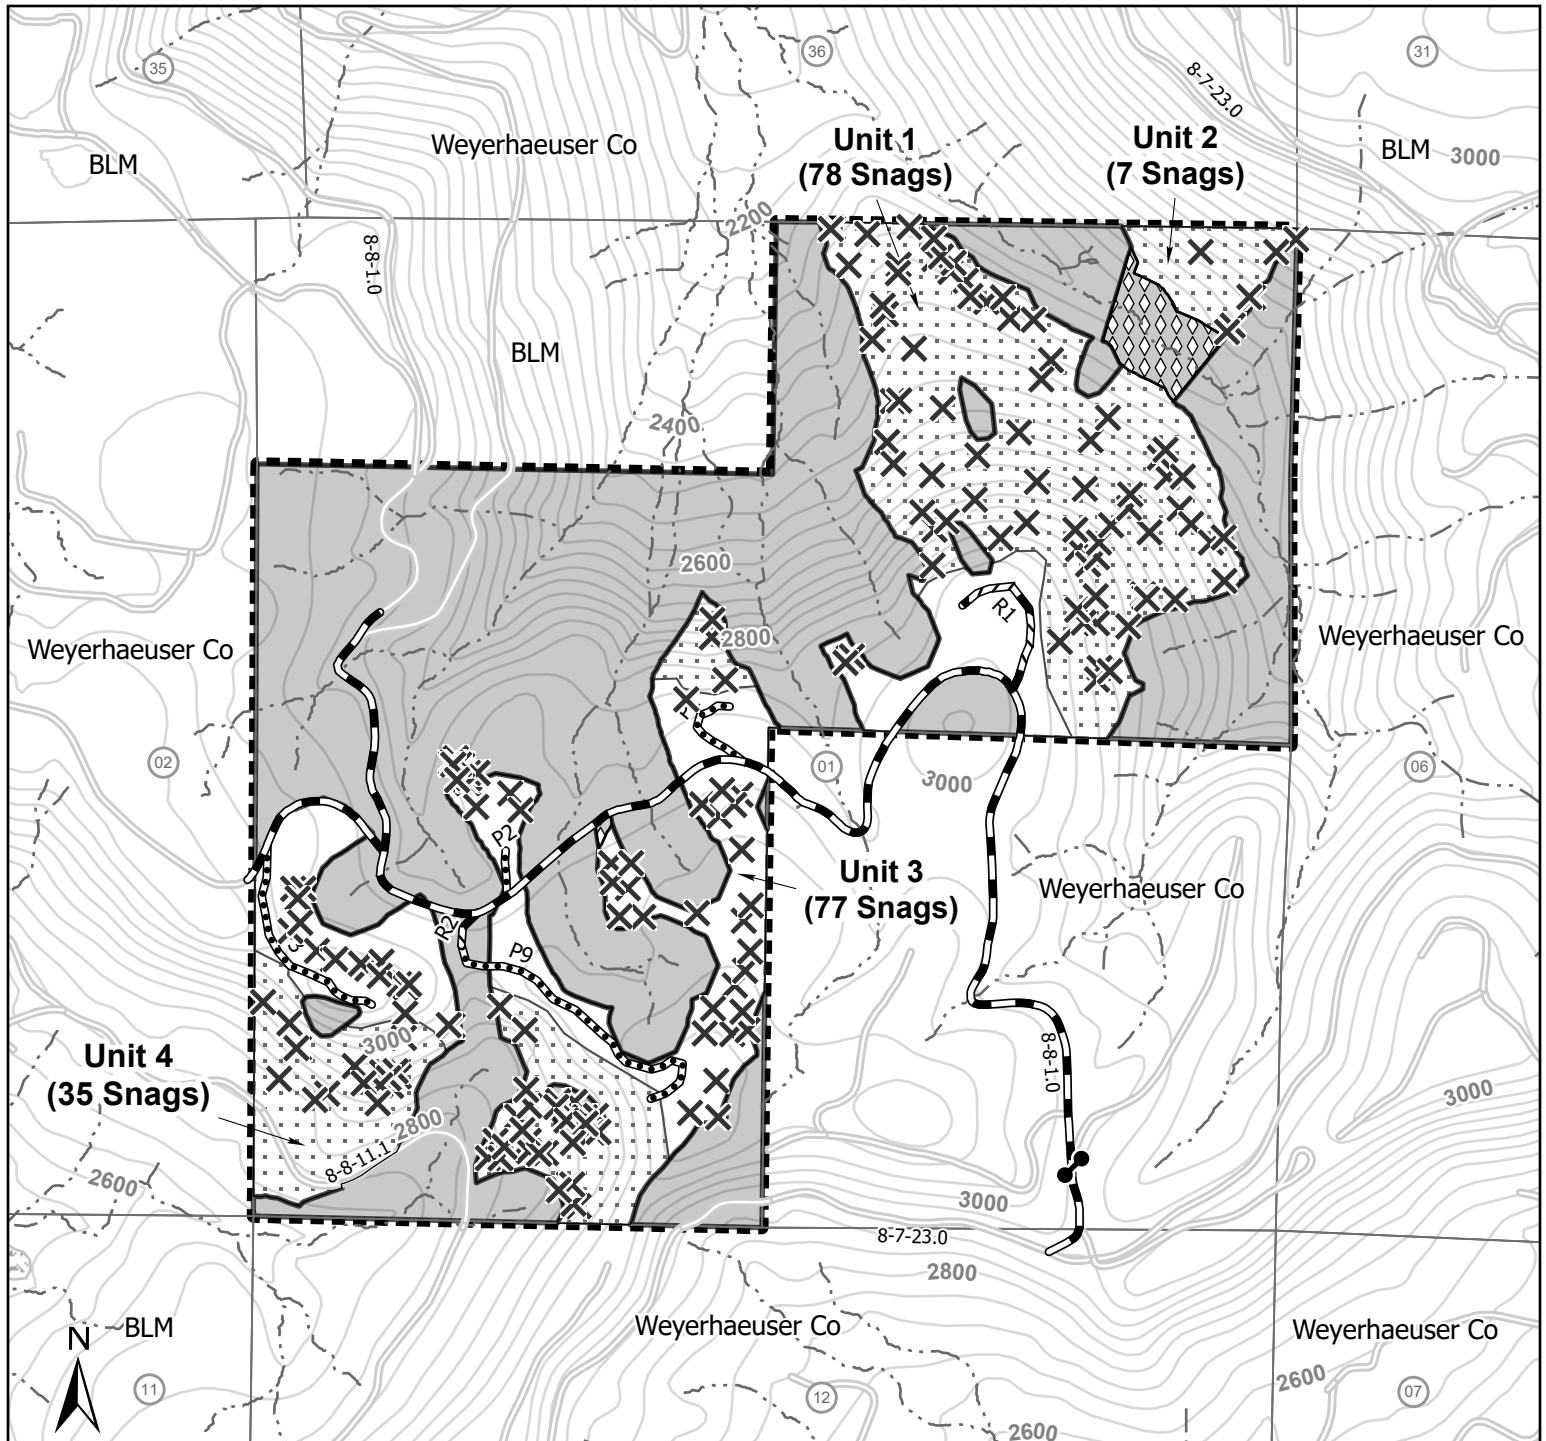 35
36
31
8-7-23.0
Weyerhaeuser Co
Unit 1
(78 Snags)
Unit 2
(7 Snags)
BLM
BLM
3000
2200
8-8-1.0
BLM
2400
2600
R1
2800
Weyerhaeuser Co
Weyerhaeuser Co
02
01
06
3000
P2
Unit 3
(77 Snags)
Weyerhaeuser Co
R2
P9
3
3000
8-8-1.0
Unit 4
(35 Snags)
2800
3000
8-8-11.1
2600
3000
8-7-23.0
2800
N
BLM
Weyerhaeuser Co
Weyerhaeuser Co
2600
11
12
07
2600